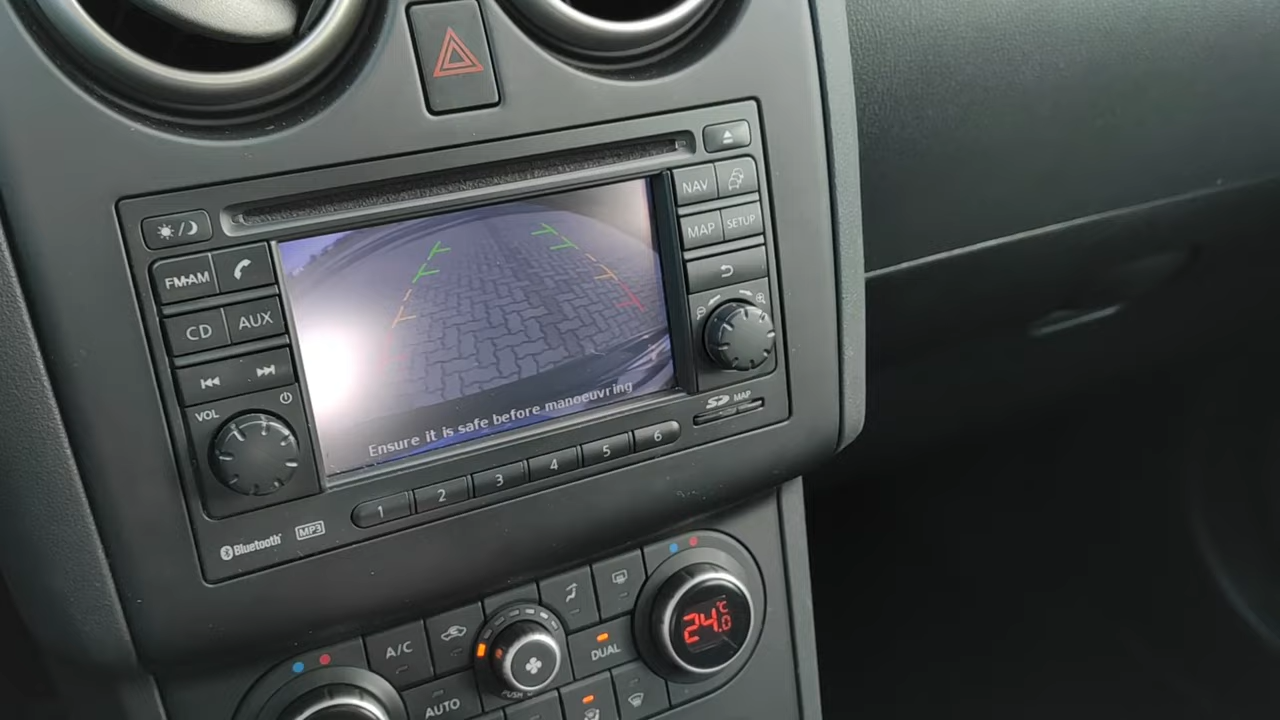 FM·AM
CD AUX
VOL
NAV
MAP SETUP
SD MAP
Ensure it is safe before manoeuvring
1 2 3 4 5 6
Bluetooth MP3
24.0 °C
A/C
DUAL
AUTO